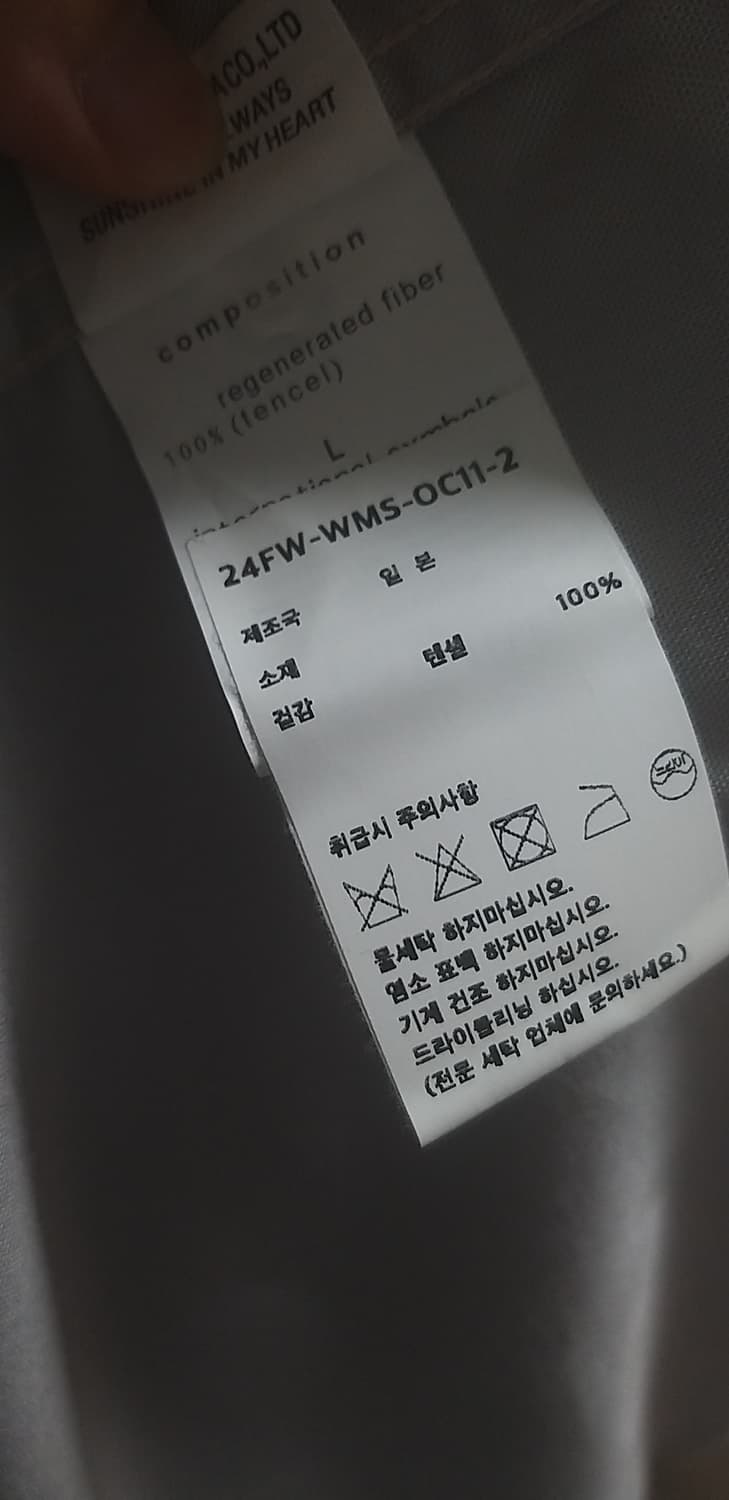 CO.,LTD
WAYS
IN MY HEART
composition
regenerated fiber
100% (tencel)
L
international symbols
24FW-WMS-OC11-2
제조국 일 본
소재
겉감 텐셀 100%
취급시 주의사항
드라이
물세탁 하지마십시오.
염소 표백 하지마십시오.
기계 건조 하지마십시오.
드라이클리닝 하십시오.
(전문 세탁 업체에 문의하세요.)